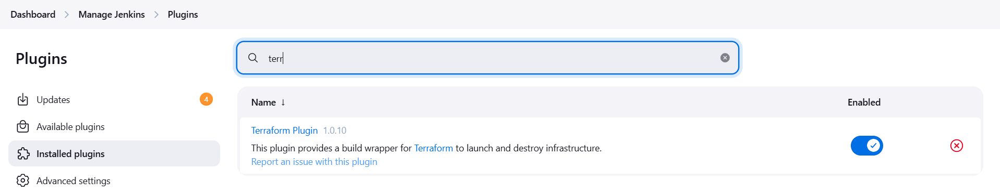 Dashboard > Manage Jenkins > Plugins
Plugins
terr
Updates 4
Available plugins
Installed plugins
Advanced settings
Name ↓ Enabled
Terraform Plugin 1.0.10
This plugin provides a build wrapper for Terraform to launch and destroy infrastructure.
Report an issue with this plugin